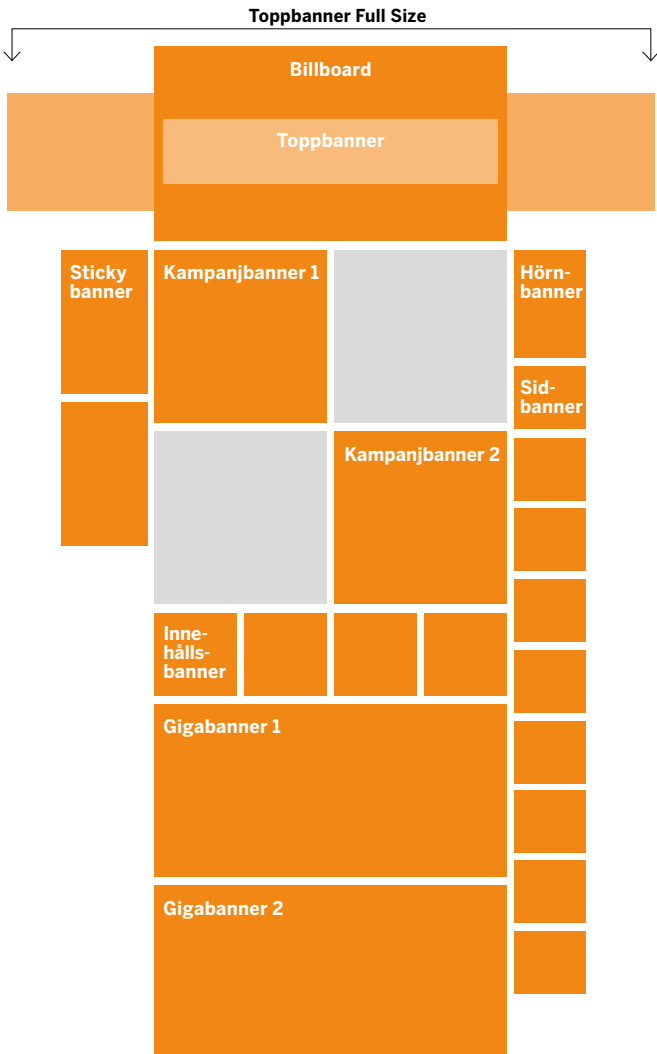 Toppbanner Full Size
Billboard
Toppbanner
Sticky
banner
Kampanjbanner 1
Hörn-
banner
Sid-
banner
Kampanjbanner 2
Inne-
hålls-
banner
Gigabanner 1
Gigabanner 2